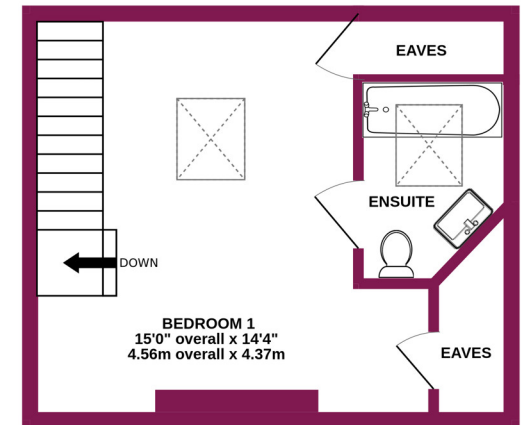 EAVES
ENSUITE
DOWN
BEDROOM 1
15'0" overall x 14'4"
4.56m overall x 4.37m
EAVES